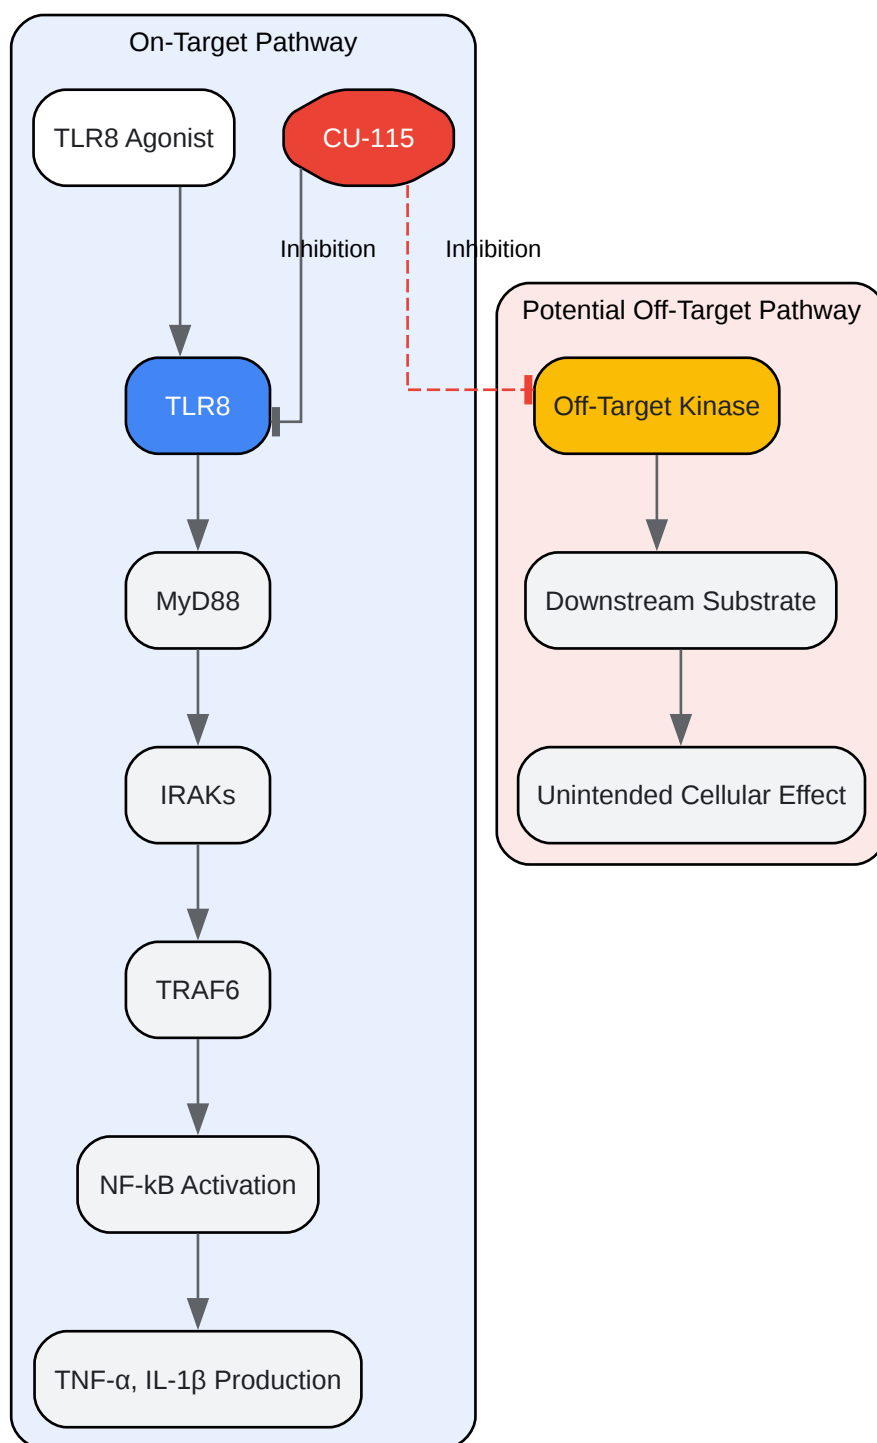 On-Target Pathway
TLR8 Agonist
CU-115
Inhibition
Inhibition
Potential Off-Target Pathway
TLR8
Off-Target Kinase
MyD88
Downstream Substrate
IRAKs
Unintended Cellular Effect
TRAF6
NF-kB Activation
TNF-α, IL-1β Production